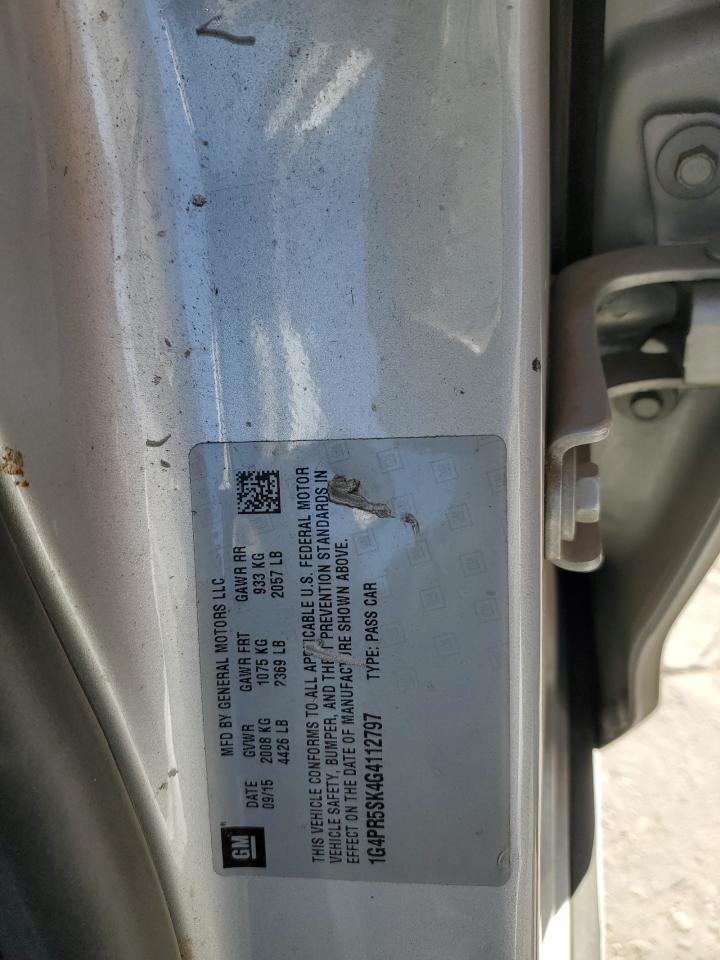 GM
MFD BY GENERAL MOTORS LLC
DATE GVWR GAWR FRT GAWR RR
09/15 2008 KG 1075 KG 933 KG
4426 LB 2369 LB 2057 LB
THIS VEHICLE CONFORMS TO ALL APPLICABLE U.S. FEDERAL MOTOR
VEHICLE SAFETY, BUMPER, AND THEFT PREVENTION STANDARDS IN
EFFECT ON THE DATE OF MANUFACTURE SHOWN ABOVE.
1G4PR5SK4G4112797 TYPE: PASS CAR